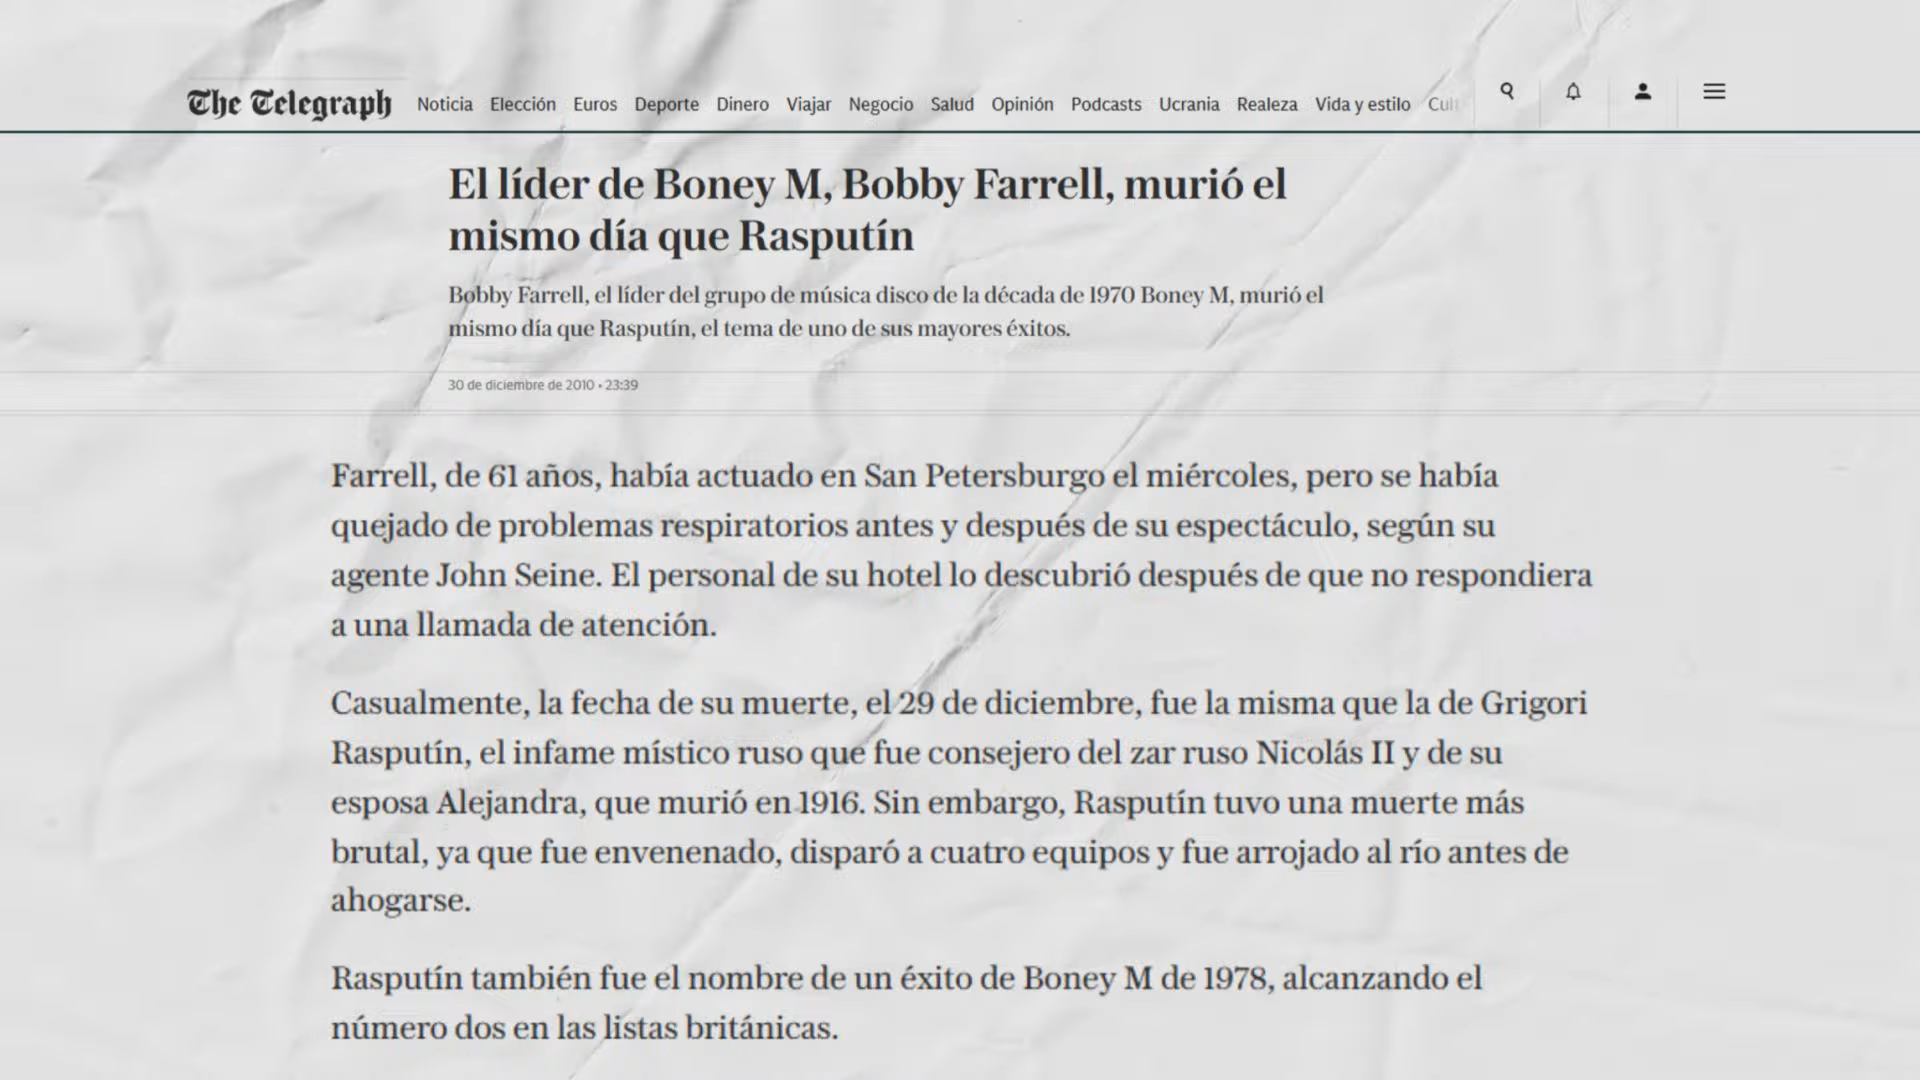 The Telegraph
Noticia Elección Euros Deporte Dinero Viajar Negocio Salud Opinión Podcasts Ucrania Realeza Vida y estilo
El líder de Boney M, Bobby Farrell, murió el
mismo día que Rasputín
Bobby Farrell, el líder del grupo de música disco de la década de 1970 Boney M, murió el
mismo día que Rasputín, el tema de uno de sus mayores éxitos.
30 de diciembre de 2010 • 23:39
Farrell, de 61 años, había actuado en San Petersburgo el miércoles, pero se había
quejado de problemas respiratorios antes y después de su espectáculo, según su
agente John Seine. El personal de su hotel lo descubrió después de que no respondiera
a una llamada de atención.
Casualmente, la fecha de su muerte, el 29 de diciembre, fue la misma que la de Grigori
Rasputín, el infame místico ruso que fue consejero del zar ruso Nicolás II y de su
esposa Alejandra, que murió en 1916. Sin embargo, Rasputín tuvo una muerte más
brutal, ya que fue envenenado, disparó a cuatro equipos y fue arrojado al río antes de
ahogarse.
Rasputín también fue el nombre de un éxito de Boney M de 1978, alcanzando el
número dos en las listas británicas.